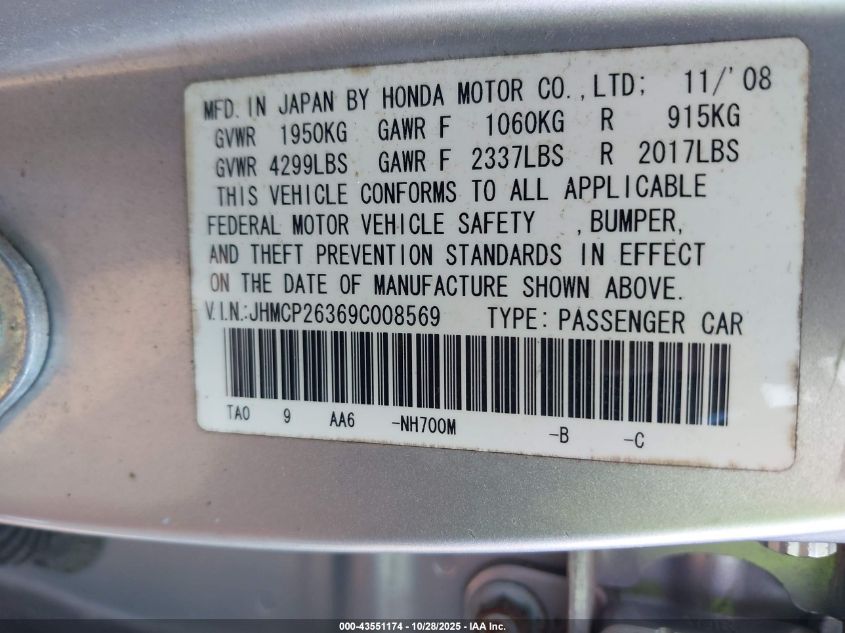 MFD. IN JAPAN BY HONDA MOTOR CO., LTD; 11/'08
GVWR 1950KG GAWR F 1060KG R 915KG
GVWR 4299LBS GAWR F 2337LBS R 2017LBS
THIS VEHICLE CONFORMS TO ALL APPLICABLE
FEDERAL MOTOR VEHICLE SAFETY , BUMPER,
AND THEFT PREVENTION STANDARDS IN EFFECT
ON THE DATE OF MANUFACTURE SHOWN ABOVE.
V.I.N.:JHMCP26369C008569 TYPE: PASSENGER CAR
TA0 9 AA6 -NH700M -B -C
000-43551174 | 10/28/2025 | IAA Inc.